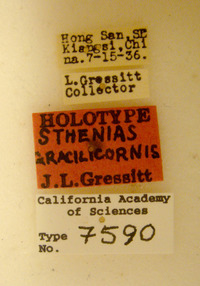 Hong San, SE
Kiangsi, Chi
na. 7-15-36.
L. Gressitt
Collector
HOLOTYPE
STHENIAS
GRACILICORNIS
J.L. Gressitt
California Academy
of Sciences
Type
No. 7590